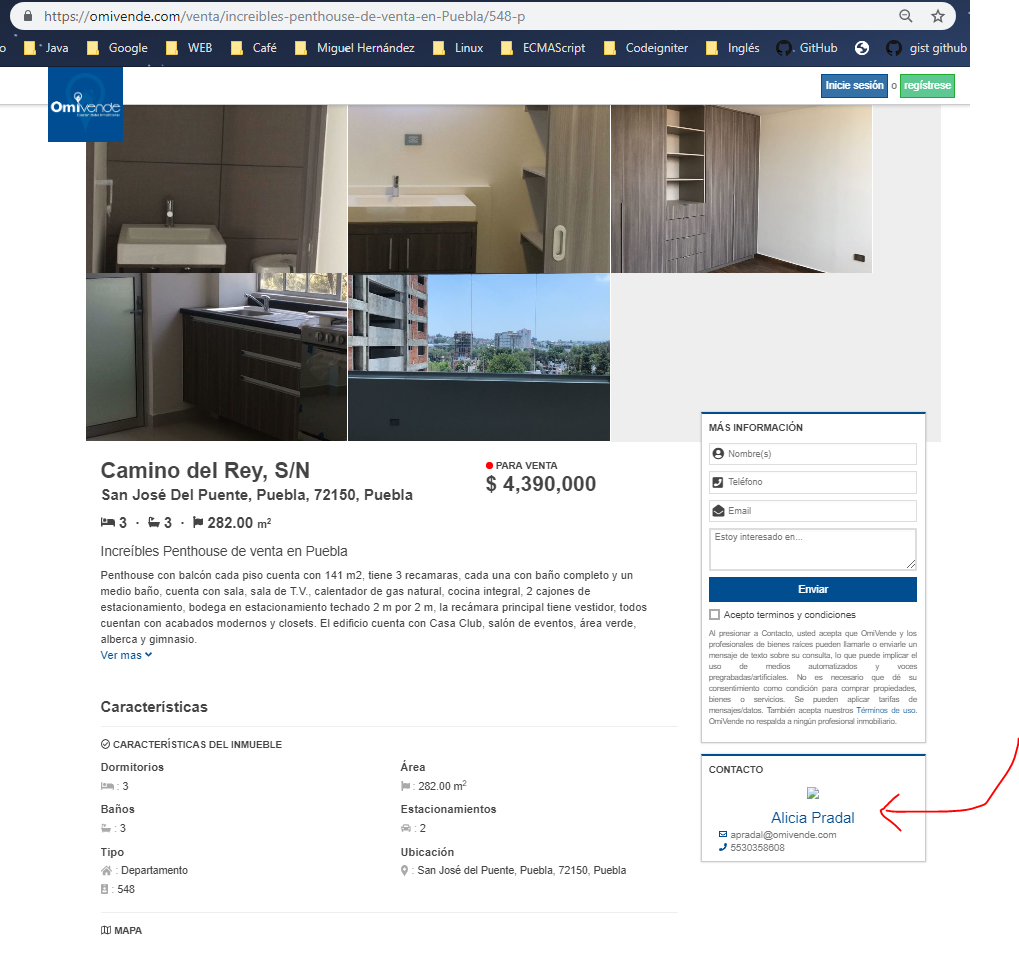 https://omivende.com/venta/increibles-penthouse-de-venta-en-Puebla/548-p
o Java Google WEB Café Miguel Hernández Linux ECMAScript Codeigniter Inglés GitHub gist github
Omivende
Inicie sesión o regístrese
MÁS INFORMACIÓN
Nombre(s)
Teléfono
Email
Estoy interesado en...
Enviar
Acepto terminos y condiciones
Al presionar a Contacto, usted acepta que OmiVende y los
profesionales de bienes raíces pueden llamarle o enviarle un
mensaje de texto sobre su consulta, lo que puede implicar el
uso de medios automatizados y voces
pregrabadas/artificiales. No es necesario que dé su
consentimiento como condición para comprar propiedades,
bienes o servicios. Se pueden aplicar tarifas de
mensajes/datos. También acepta nuestros Términos de uso.
OmiVende no respalda a ningún profesional inmobiliario.
Camino del Rey, S/N
San José Del Puente, Puebla, 72150, Puebla
PARA VENTA
$ 4,390,000
3 · 3 · 282.00 m²
Increíbles Penthouse de venta en Puebla
Penthouse con balcón cada piso cuenta con 141 m2, tiene 3 recamaras, cada una con baño completo y un
medio baño, cuenta con sala, sala de T.V., calentador de gas natural, cocina integral, 2 cajones de
estacionamiento, bodega en estacionamiento techado 2 m por 2 m, la recámara principal tiene vestidor, todos
cuentan con acabados modernos y closets. El edificio cuenta con Casa Club, salón de eventos, área verde,
alberca y gimnasio.
Ver mas
Características
CARACTERÍSTICAS DEL INMUEBLE
Dormitorios
: 3
Área
: 282.00 m²
Baños
: 3
Estacionamientos
: 2
Tipo
: Departamento
: 548
Ubicación
: San José del Puente, Puebla, 72150, Puebla
MAPA
CONTACTO
Alicia Pradal
apradal@omivende.com
5530358608